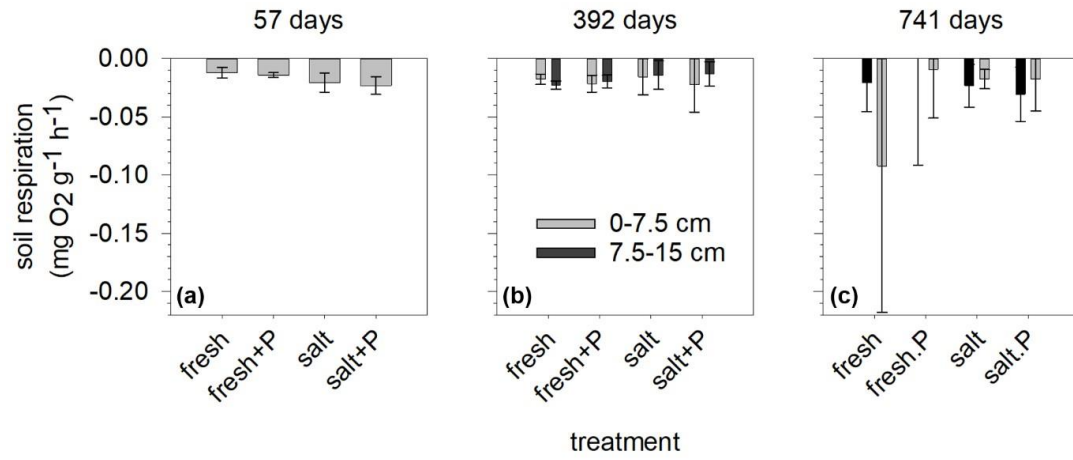 57 days
392 days
741 days
soil respiration
(mg O2 g-1 h-1)
0.00
-0.05
-0.10
-0.15
-0.20
(a)
(b)
(c)
0-7.5 cm
7.5-15 cm
fresh
fresh+P
salt
salt+P
fresh
fresh+P
salt
salt+P
fresh
fresh.P
salt
salt.P
treatment